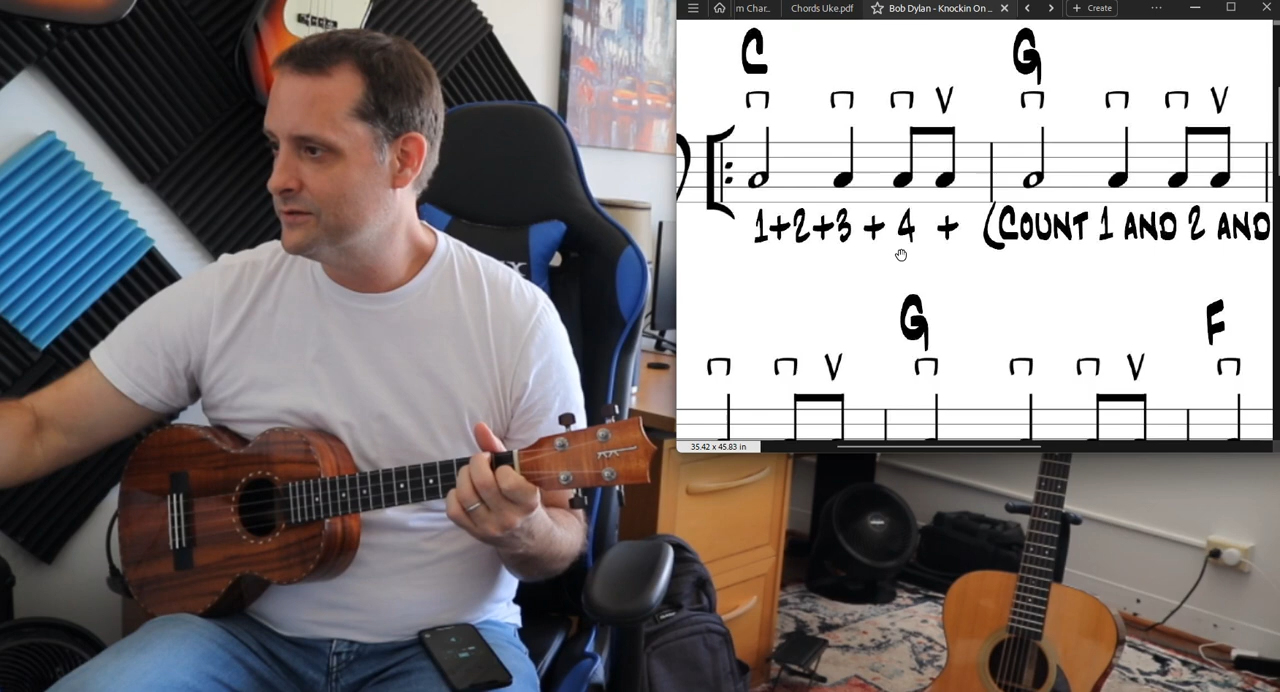 m Char..
Chords Uke.pdf
Bob Dylan - Knockin On ..
Create
C G
V V
1+2+3 + 4 + (COUNT 1 AND 2 AND
G F
V V
35.42 x 45.83 in